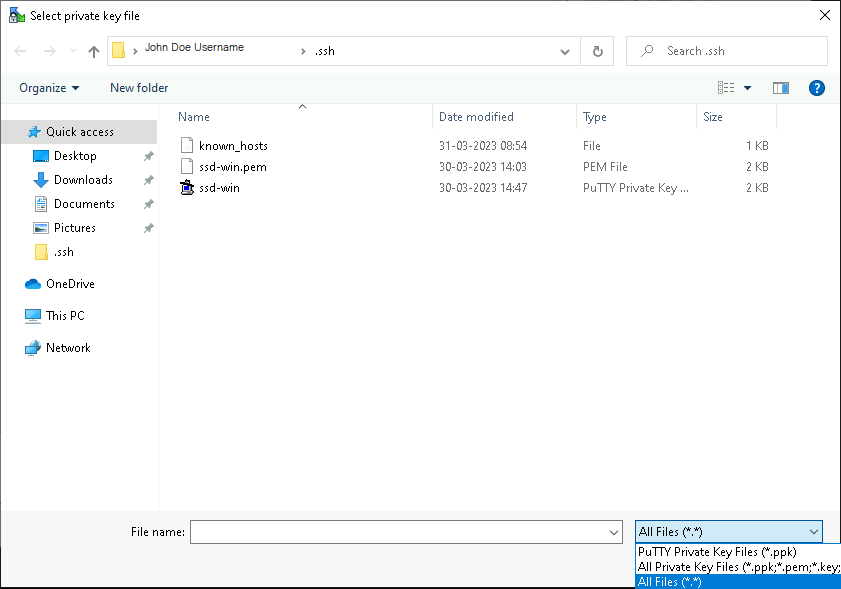 Select private key file
John Doe Username > .ssh
Search .ssh
Organize
New folder
?
Name
Date modified
Type
Size
Quick access
Desktop
Downloads
Documents
Pictures
.ssh
OneDrive
This PC
Network
known_hosts 31-03-2023 08:54 File 1 KB
ssd-win.pem 30-03-2023 14:03 PEM File 2 KB
ssd-win 30-03-2023 14:47 PuTTY Private Key ... 2 KB
File name:
All Files (*.*)
PuTTY Private Key Files (*.ppk)
All Private Key Files (*.ppk;*.pem;*.key;
All Files (*.*)